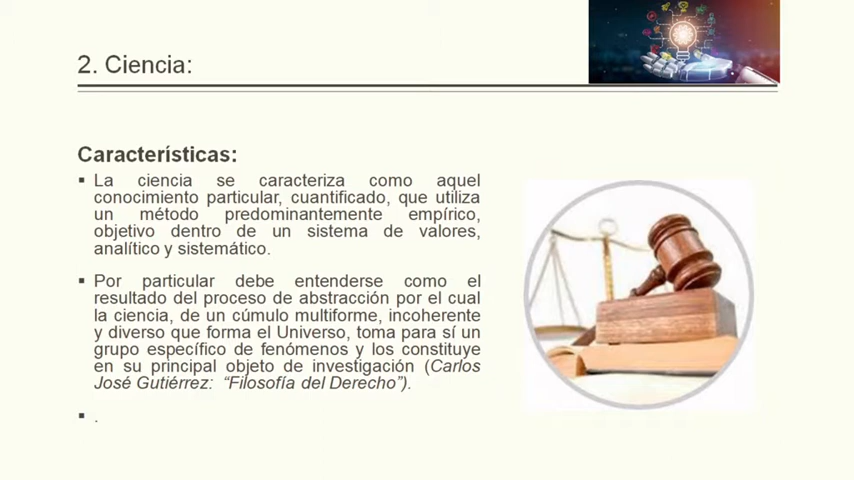 2. Ciencia:
Características:
▪ La ciencia se caracteriza como aquel
conocimiento particular, cuantificado, que utiliza
un método predominantemente empírico,
objetivo dentro de un sistema de valores,
analítico y sistemático.
▪ Por particular debe entenderse como el
resultado del proceso de abstracción por el cual
la ciencia, de un cúmulo multiforme, incoherente
y diverso que forma el Universo, toma para sí un
grupo específico de fenómenos y los constituye
en su principal objeto de investigación (Carlos
José Gutiérrez: “Filosofía del Derecho”).
▪ .